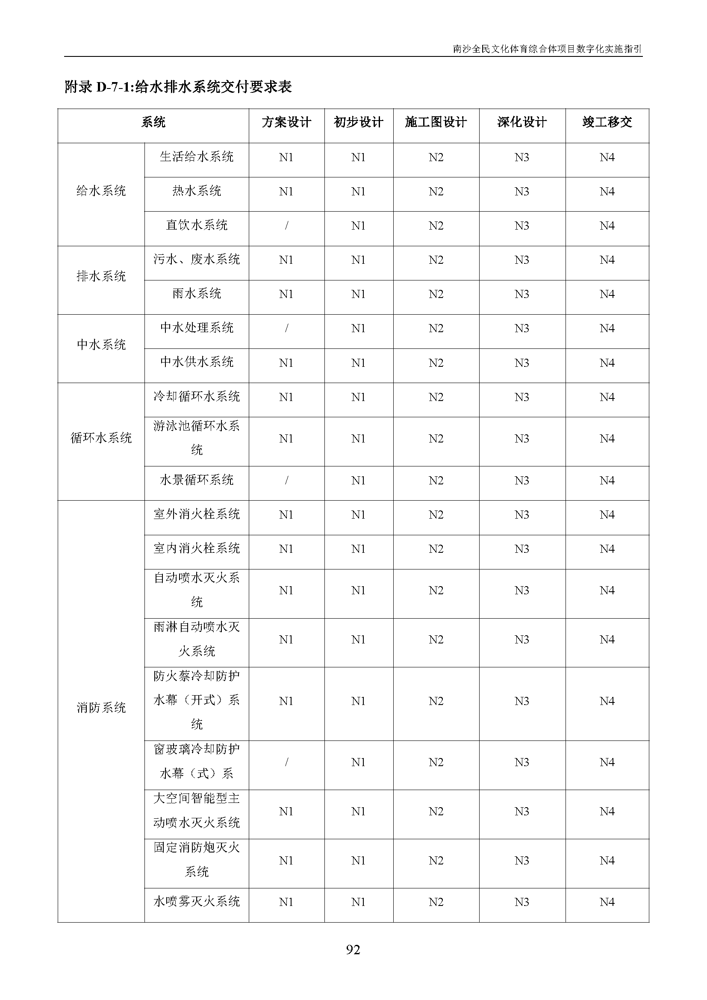 南沙全民文化体育综合体项目数字化实施指引
附录 D-7-1:给水排水系统交付要求表
系统 方案设计 初步设计 施工图设计 深化设计 竣工移交
给水系统
生活给水系统 N1 N1 N2 N3 N4
热水系统 N1 N1 N2 N3 N4
直饮水系统 / N1 N2 N3 N4
排水系统
污水、废水系统 N1 N1 N2 N3 N4
雨水系统 N1 N1 N2 N3 N4
中水系统
中水处理系统 / N1 N2 N3 N4
中水供水系统 N1 N1 N2 N3 N4
循环水系统
冷却循环水系统 N1 N1 N2 N3 N4
游泳池循环水系
统 N1 N1 N2 N3 N4
水景循环系统 / N1 N2 N3 N4
消防系统
室外消火栓系统 N1 N1 N2 N3 N4
室内消火栓系统 N1 N1 N2 N3 N4
自动喷水灭火系
统 N1 N1 N2 N3 N4
雨淋自动喷水灭
火系统 N1 N1 N2 N3 N4
防火蔡冷却防护
水幕（开式）系
统 N1 N1 N2 N3 N4
窗玻璃冷却防护
水幕（式）系 / N1 N2 N3 N4
大空间智能型主
动喷水灭火系统 N1 N1 N2 N3 N4
固定消防炮灭火
系统 N1 N1 N2 N3 N4
水喷雾灭火系统 N1 N1 N2 N3 N4
92